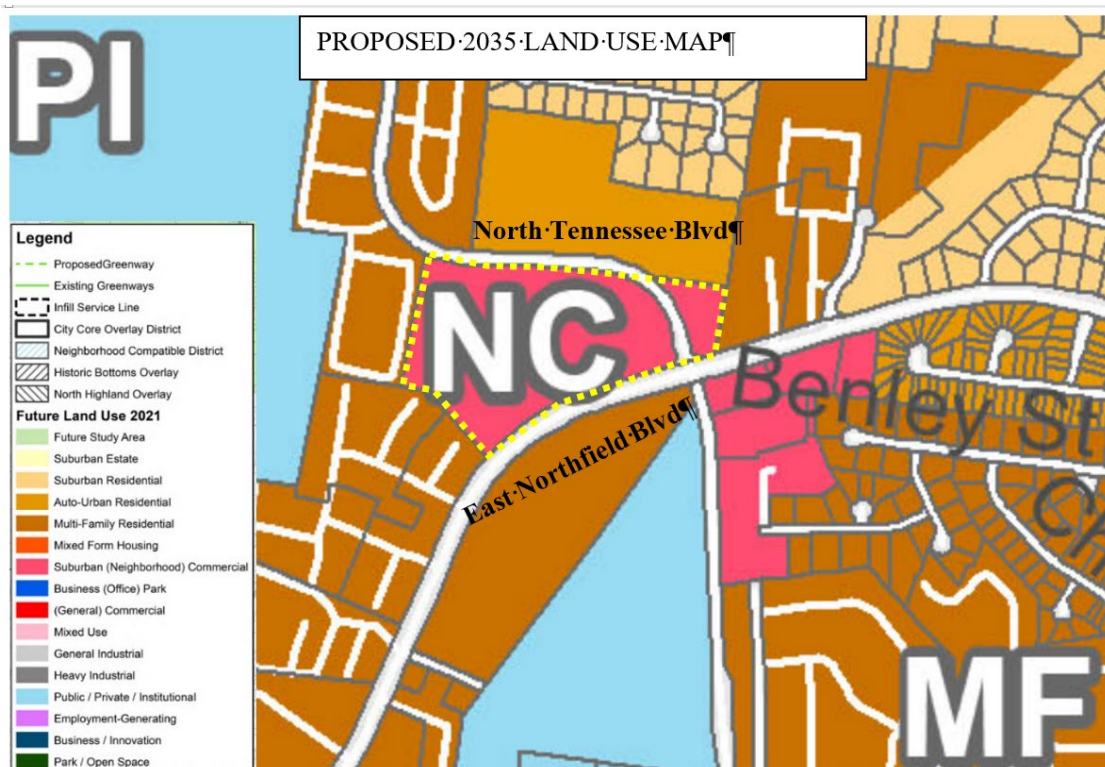 PROPOSED·2035·LAND·USE·MAP¶
PI
North·Tennessee·Blvd¶
NC
Benley St
East·Northfield·Blvd¶
MF
Legend
ProposedGreenway
Existing Greenways
Infill Service Line
City Core Overlay District
Neighborhood Compatible District
Historic Bottoms Overlay
North Highland Overlay
Future Land Use 2021
Future Study Area
Suburban Estate
Suburban Residential
Auto-Urban Residential
Multi-Family Residential
Mixed Form Housing
Suburban (Neighborhood) Commercial
Business (Office) Park
(General) Commercial
Mixed Use
General Industrial
Heavy Industrial
Public / Private / Institutional
Employment-Generating
Business / Innovation
Park / Open Space